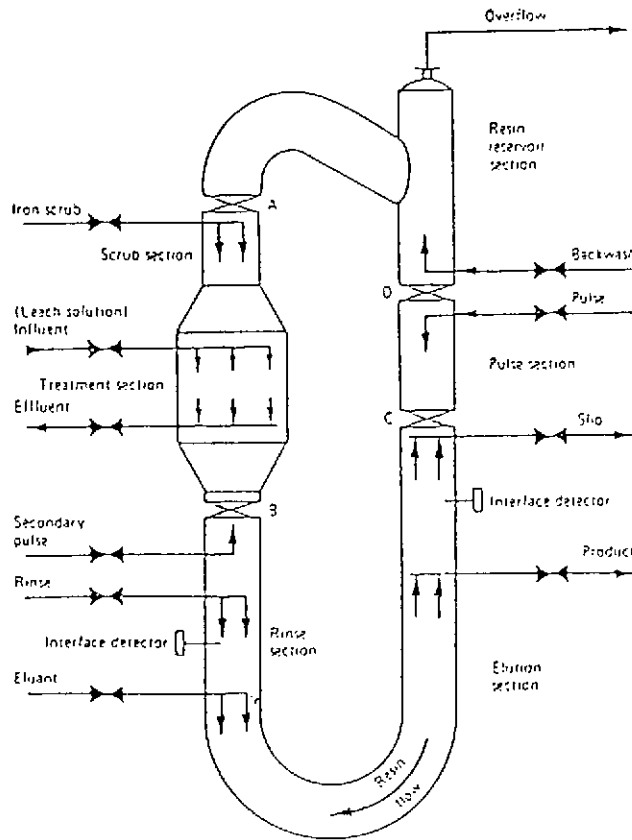 Overflow
Resin
reservoir
section
A
Iron scrub
Scrub section
Backwash
D
(Leach solution)
Influent
Pulse
Treatment section
Pulse section
Effluent
C
Slip
B
Interface detector
Secondary
pulse
Product
Rinse
Rinse
section
Interface detector
Elution
section
Eluant
Resin
flow